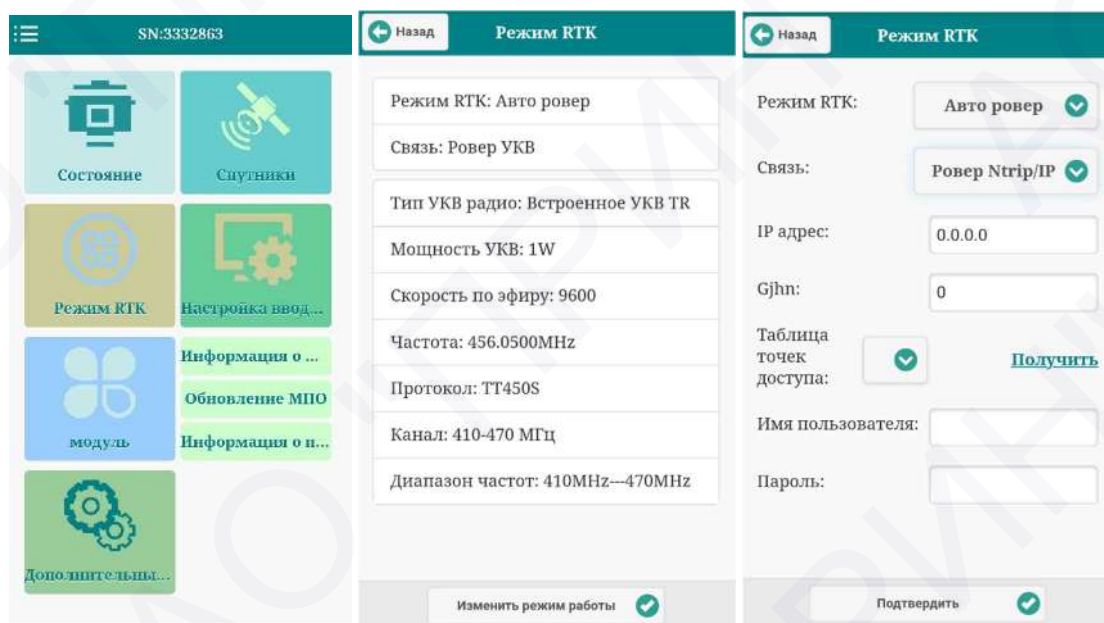 SN:3332863
Состояние
Спутники
Режим RTK
Настройка ввод...
модуль
Информация о ...
Обновление МПО
Информация о п...
Дополнительны...
Назад
Режим RTK
Режим RTK: Авто ровер
Связь: Ровер УКВ
Тип УКВ радио: Встроенное УКВ TR
Мощность УКВ: 1W
Скорость по эфиру: 9600
Частота: 456.0500MHz
Протокол: TT450S
Канал: 410-470 МГц
Диапазон частот: 410MHz---470MHz
Изменить режим работы
Назад
Режим RTK
Режим RTK:
Авто ровер
Связь:
Ровер Ntrip/IP
IP адрес:
0.0.0.0
Gjhn:
0
Таблица
точек
доступа:
Получить
Имя пользователя:
Пароль:
Подтвердить